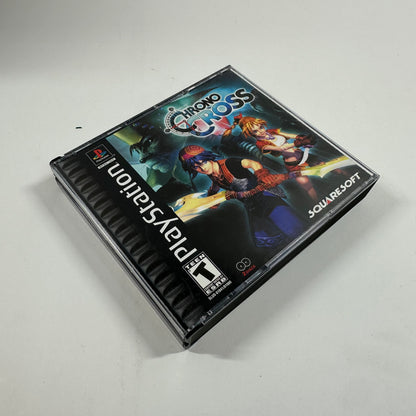 CHRONO
CROSS
PlayStation
SQUARESOFT
TEEN
T
ESRB